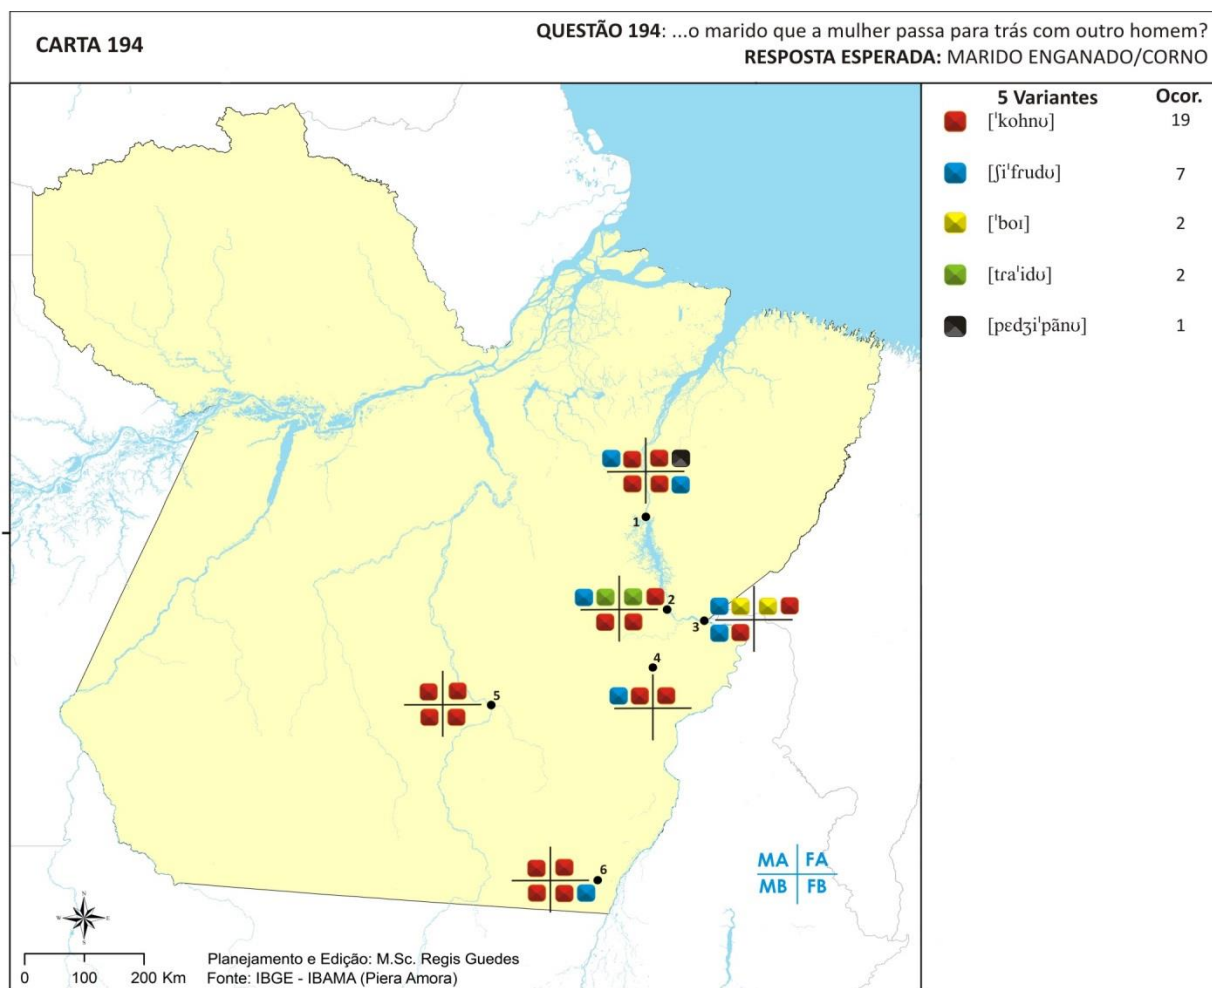 CARTA 194
QUESTÃO 194: ...o marido que a mulher passa para trás com outro homem?
RESPOSTA ESPERADA: MARIDO ENGANADO/CORNO
5 Variantes Ocor.
[ˈkohnʊ] 19
[ʃiˈfrudʊ] 7
[ˈboɪ] 2
[tɾaˈidʊ] 2
[pɛdʒiˈpãnʊ] 1
1
2
3
4
5
6
MA FA
MB FB
N
W E
S
0 100 200 Km
Planejamento e Edição: M.Sc. Regis Guedes
Fonte: IBGE - IBAMA (Piera Amora)